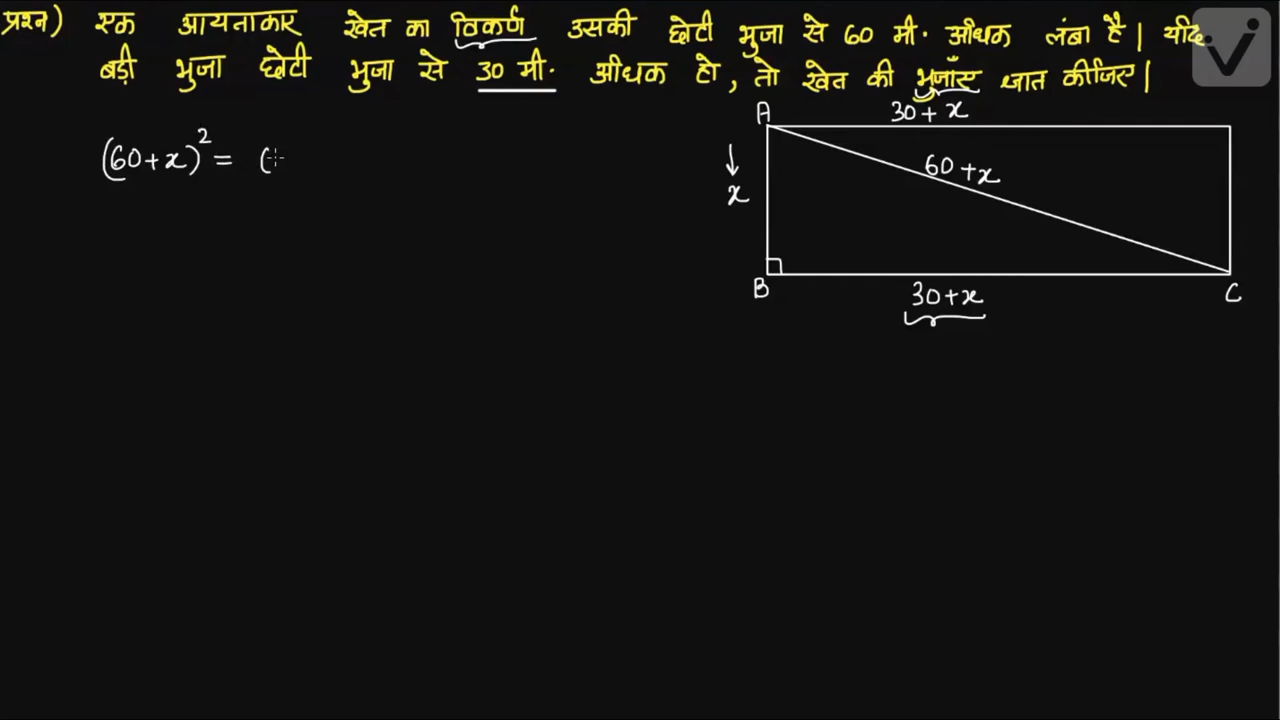 प्रश्न) एक आयताकार खेत का विकर्ण उसकी छोटी भुजा से 60 मी. अधिक लंबा है। यदि
बड़ी भुजा छोटी भुजा से 30 मी. अधिक हो, तो खेत की भुजाएँ ज्ञात कीजिए।
A 30+x
(60+x)² = (
60+x
x
B 30+x C